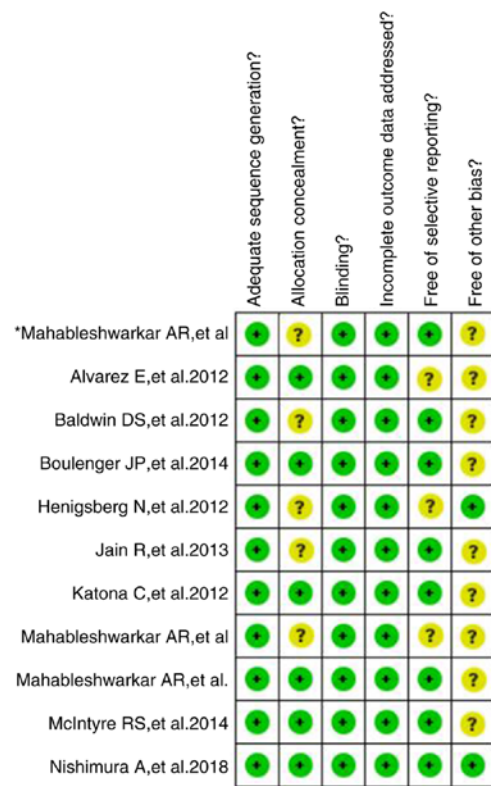 Adequate sequence generation?
Allocation concealment?
Blinding?
Incomplete outcome data addressed?
Free of selective reporting?
Free of other bias?
*Mahableshwarkar AR,et al + ? + + + ?
Alvarez E,et al.2012 + + + + ? ?
Baldwin DS,et al.2012 + ? + + + ?
Boulenger JP,et al.2014 + + + + + ?
Henigsberg N,et al.2012 + ? + + ? +
Jain R,et al.2013 + ? + + + ?
Katona C,et al.2012 + + + + + ?
Mahableshwarkar AR,et al + ? + + ? ?
Mahableshwarkar AR,et al. + + + + + ?
McIntyre RS,et al.2014 + + + + + ?
Nishimura A,et al.2018 + + + + + +